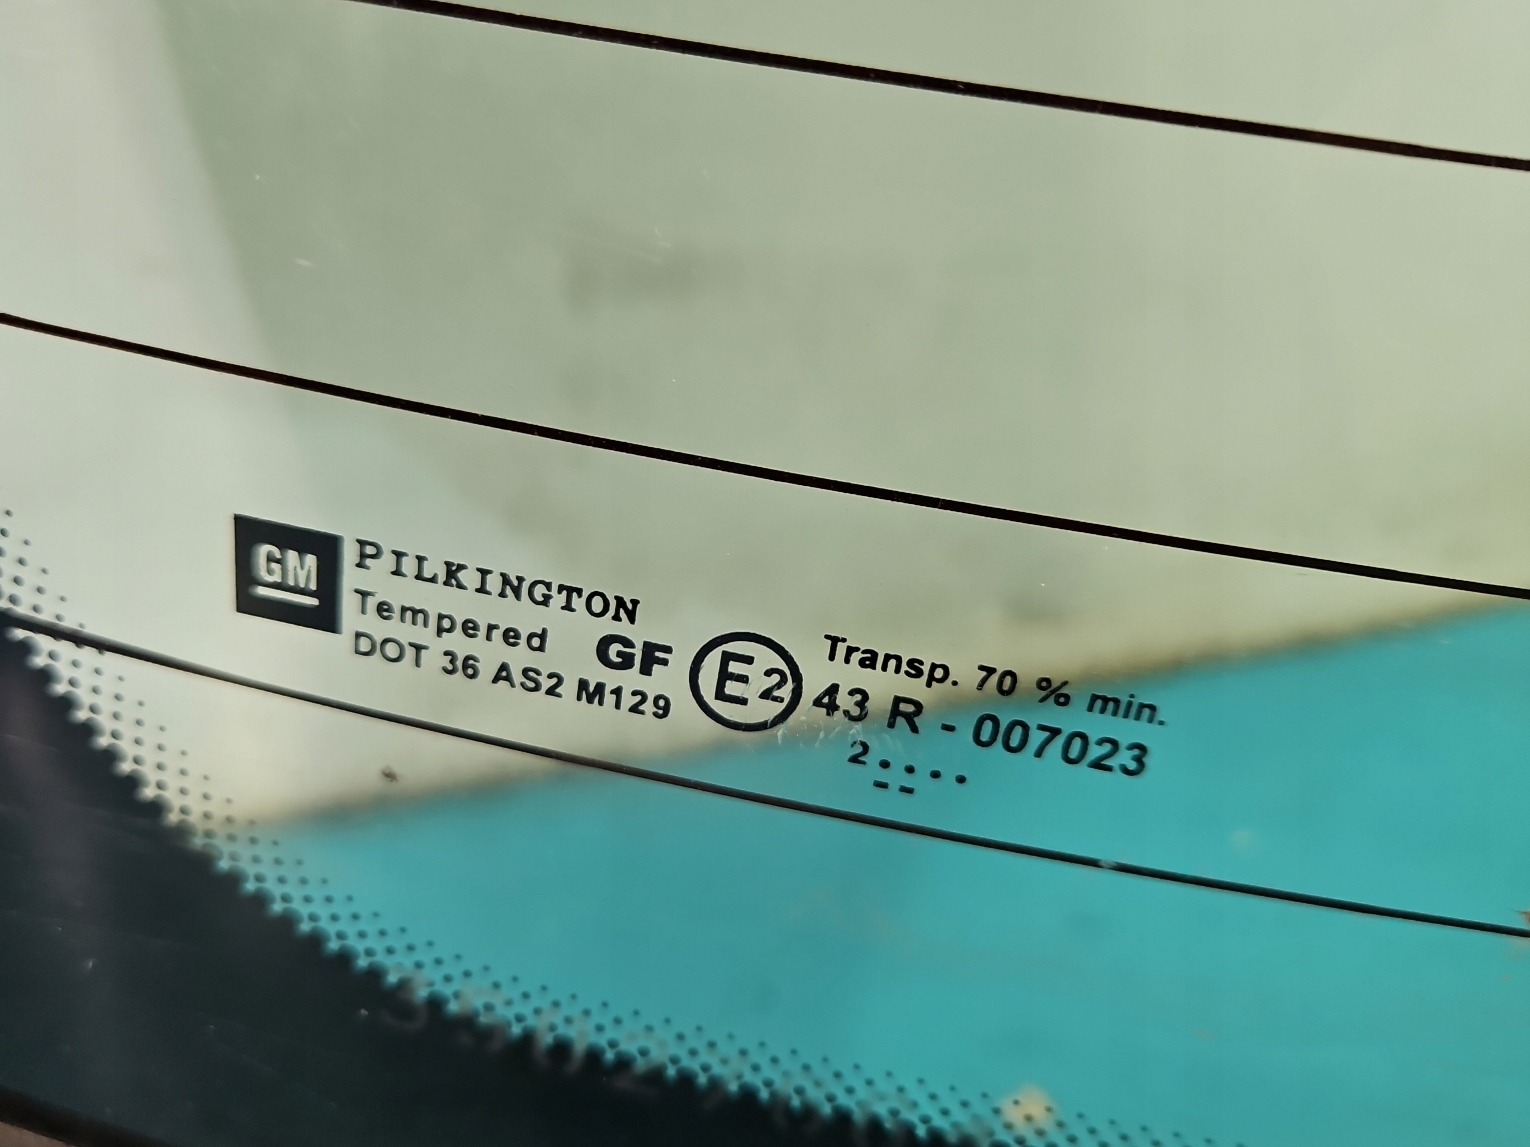 GM
PILKINGTON
Tempered GF
DOT 36 AS2 M129
E2
Transp. 70 % min.
43 R - 007023
2....
--